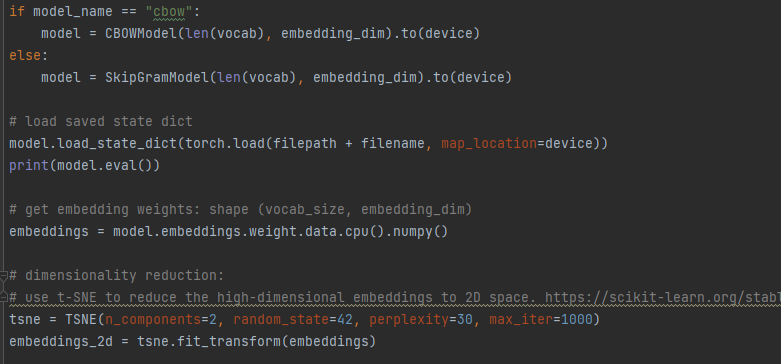 if model_name == "cbow":
    model = CBOWModel(len(vocab), embedding_dim).to(device)
else:
    model = SkipGramModel(len(vocab), embedding_dim).to(device)
# load saved state dict
model.load_state_dict(torch.load(filepath + filename, map_location=device))
print(model.eval())
# get embedding weights: shape (vocab_size, embedding_dim)
embeddings = model.embeddings.weight.data.cpu().numpy()
# dimensionality reduction:
# use t-SNE to reduce the high-dimensional embeddings to 2D space. https://scikit-learn.org/stabl
tsne = TSNE(n_components=2, random_state=42, perplexity=30, max_iter=1000)
embeddings_2d = tsne.fit_transform(embeddings)